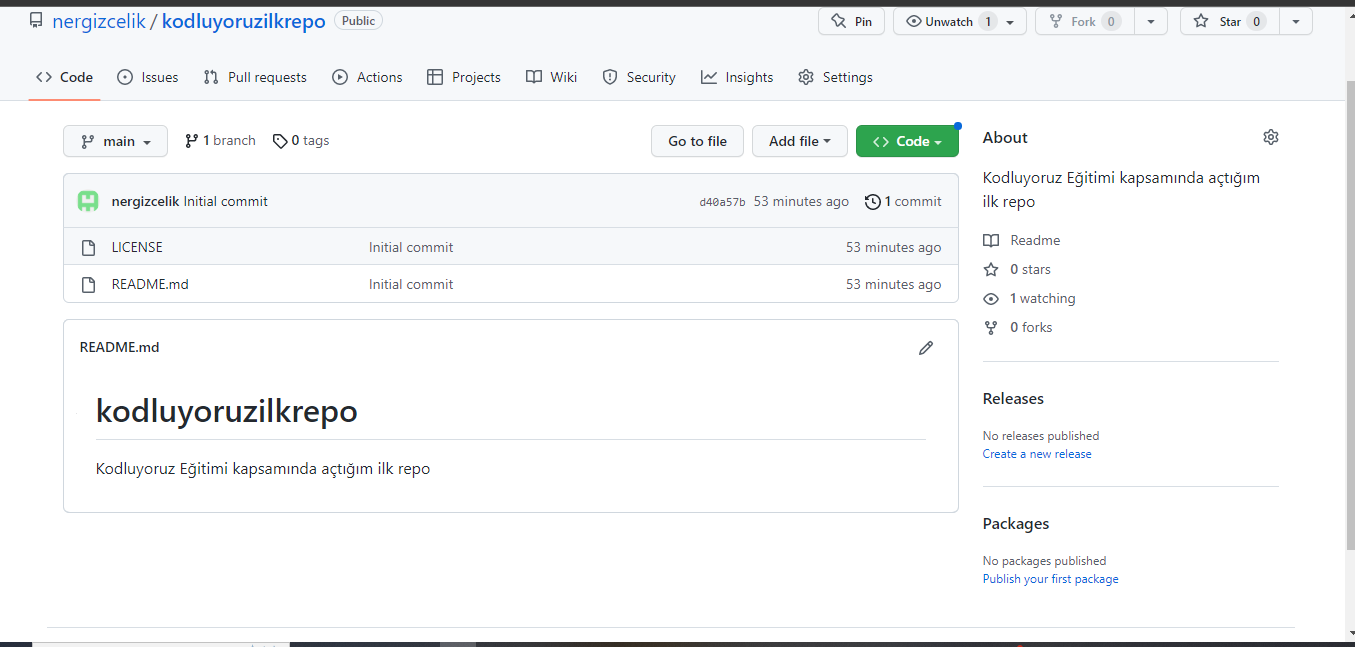 nergizcelik / kodluyoruzilkrepo Public Pin Unwatch 1 Fork 0 Star 0
Code Issues Pull requests Actions Projects Wiki Security Insights Settings
main 1 branch 0 tags Go to file Add file Code
nergizcelik Initial commit d40a57b 53 minutes ago 1 commit
LICENSE Initial commit 53 minutes ago
README.md Initial commit 53 minutes ago
README.md
kodluyoruzilkrepo
Kodluyoruz Eğitimi kapsamında açtığım ilk repo
About
Kodluyoruz Eğitimi kapsamında açtığım
ilk repo
Readme
0 stars
1 watching
0 forks
Releases
No releases published
Create a new release
Packages
No packages published
Publish your first package